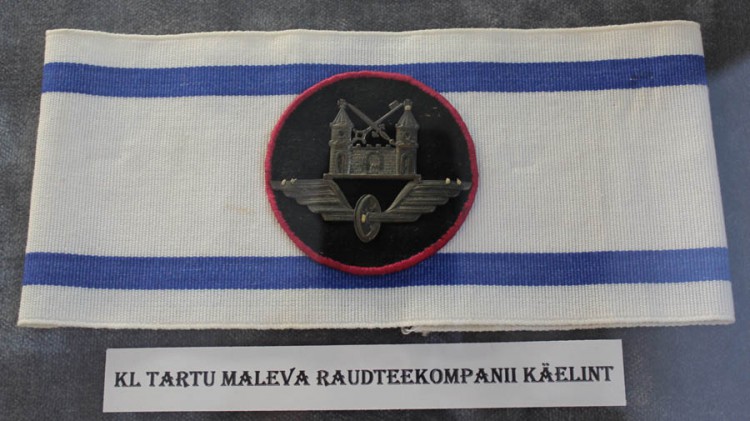 KL TARTU MALEVA RAUDTEEKOMPANII KÄELINT